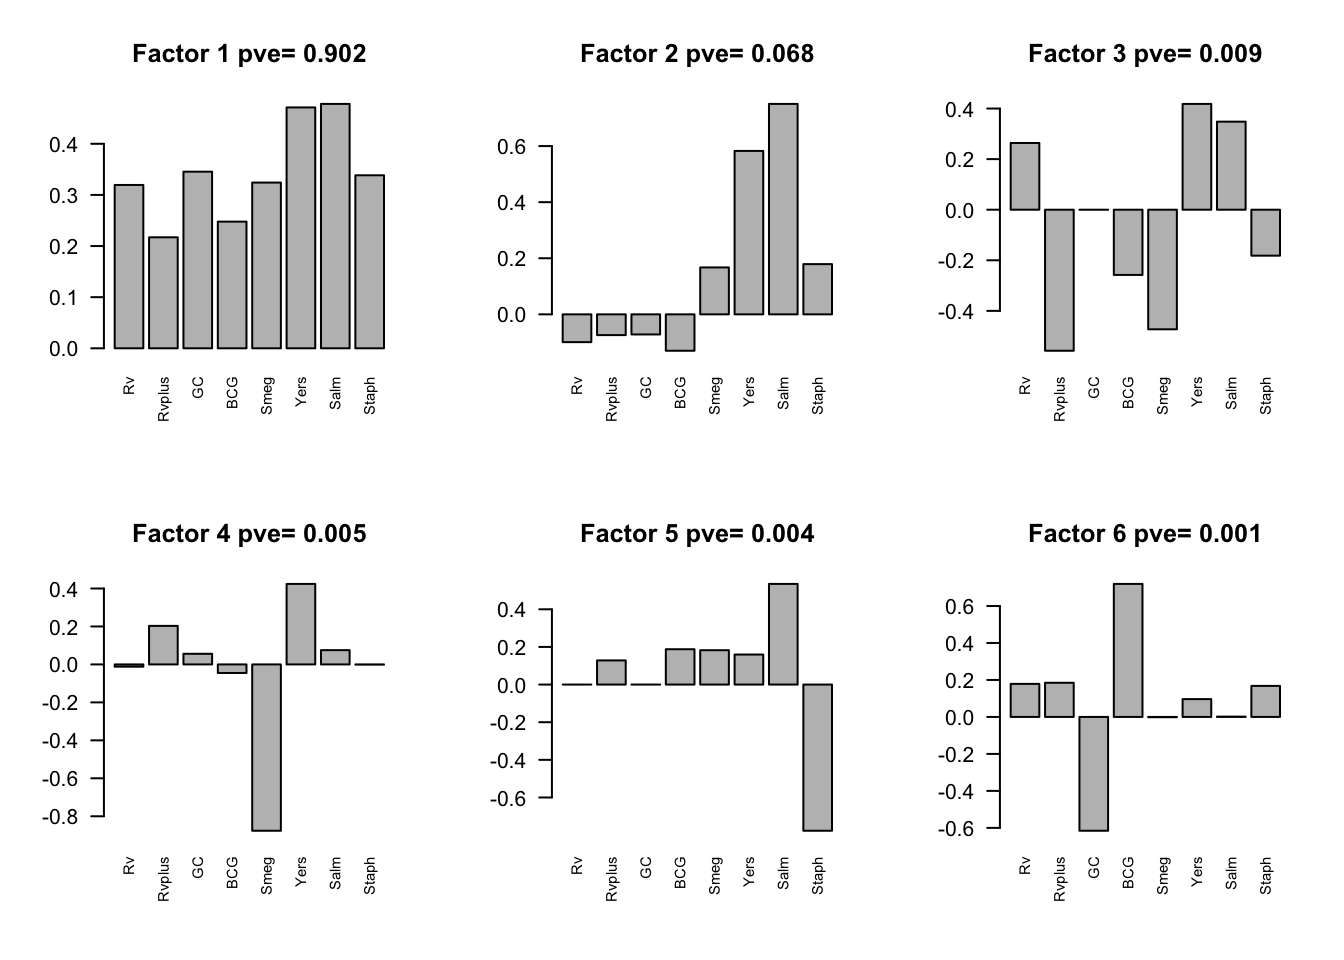 Factor 1 pve= 0.902
0.4
0.3
0.2
0.1
0.0
Rv
Rvplus
GC
BCG
Smeg
Yers
Salm
Staph
Factor 2 pve= 0.068
0.6
0.4
0.2
0.0
Rv
Rvplus
GC
BCG
Smeg
Yers
Salm
Staph
Factor 3 pve= 0.009
0.4
0.2
0.0
-0.2
-0.4
Rv
Rvplus
GC
BCG
Smeg
Yers
Salm
Staph
Factor 4 pve= 0.005
0.4
0.2
0.0
-0.2
-0.4
-0.6
-0.8
Rv
Rvplus
GC
BCG
Smeg
Yers
Salm
Staph
Factor 5 pve= 0.004
0.4
0.2
0.0
-0.2
-0.4
-0.6
Rv
Rvplus
GC
BCG
Smeg
Yers
Salm
Staph
Factor 6 pve= 0.001
0.6
0.4
0.2
0.0
-0.2
-0.4
-0.6
Rv
Rvplus
GC
BCG
Smeg
Yers
Salm
Staph